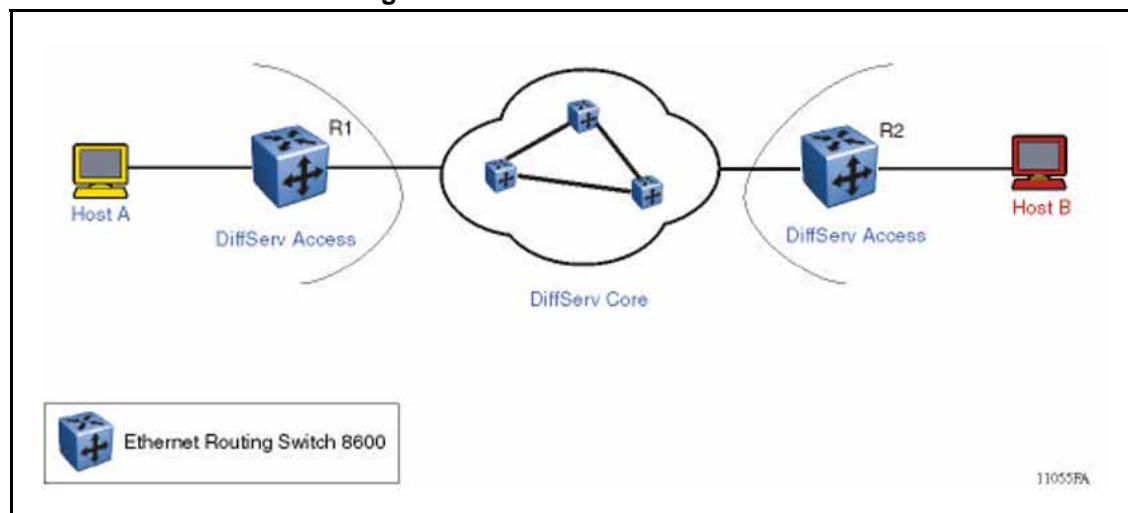 R1
R2
Host A
Host B
DiffServ Access
DiffServ Access
DiffServ Core
Ethernet Routing Switch 8600
11055FA